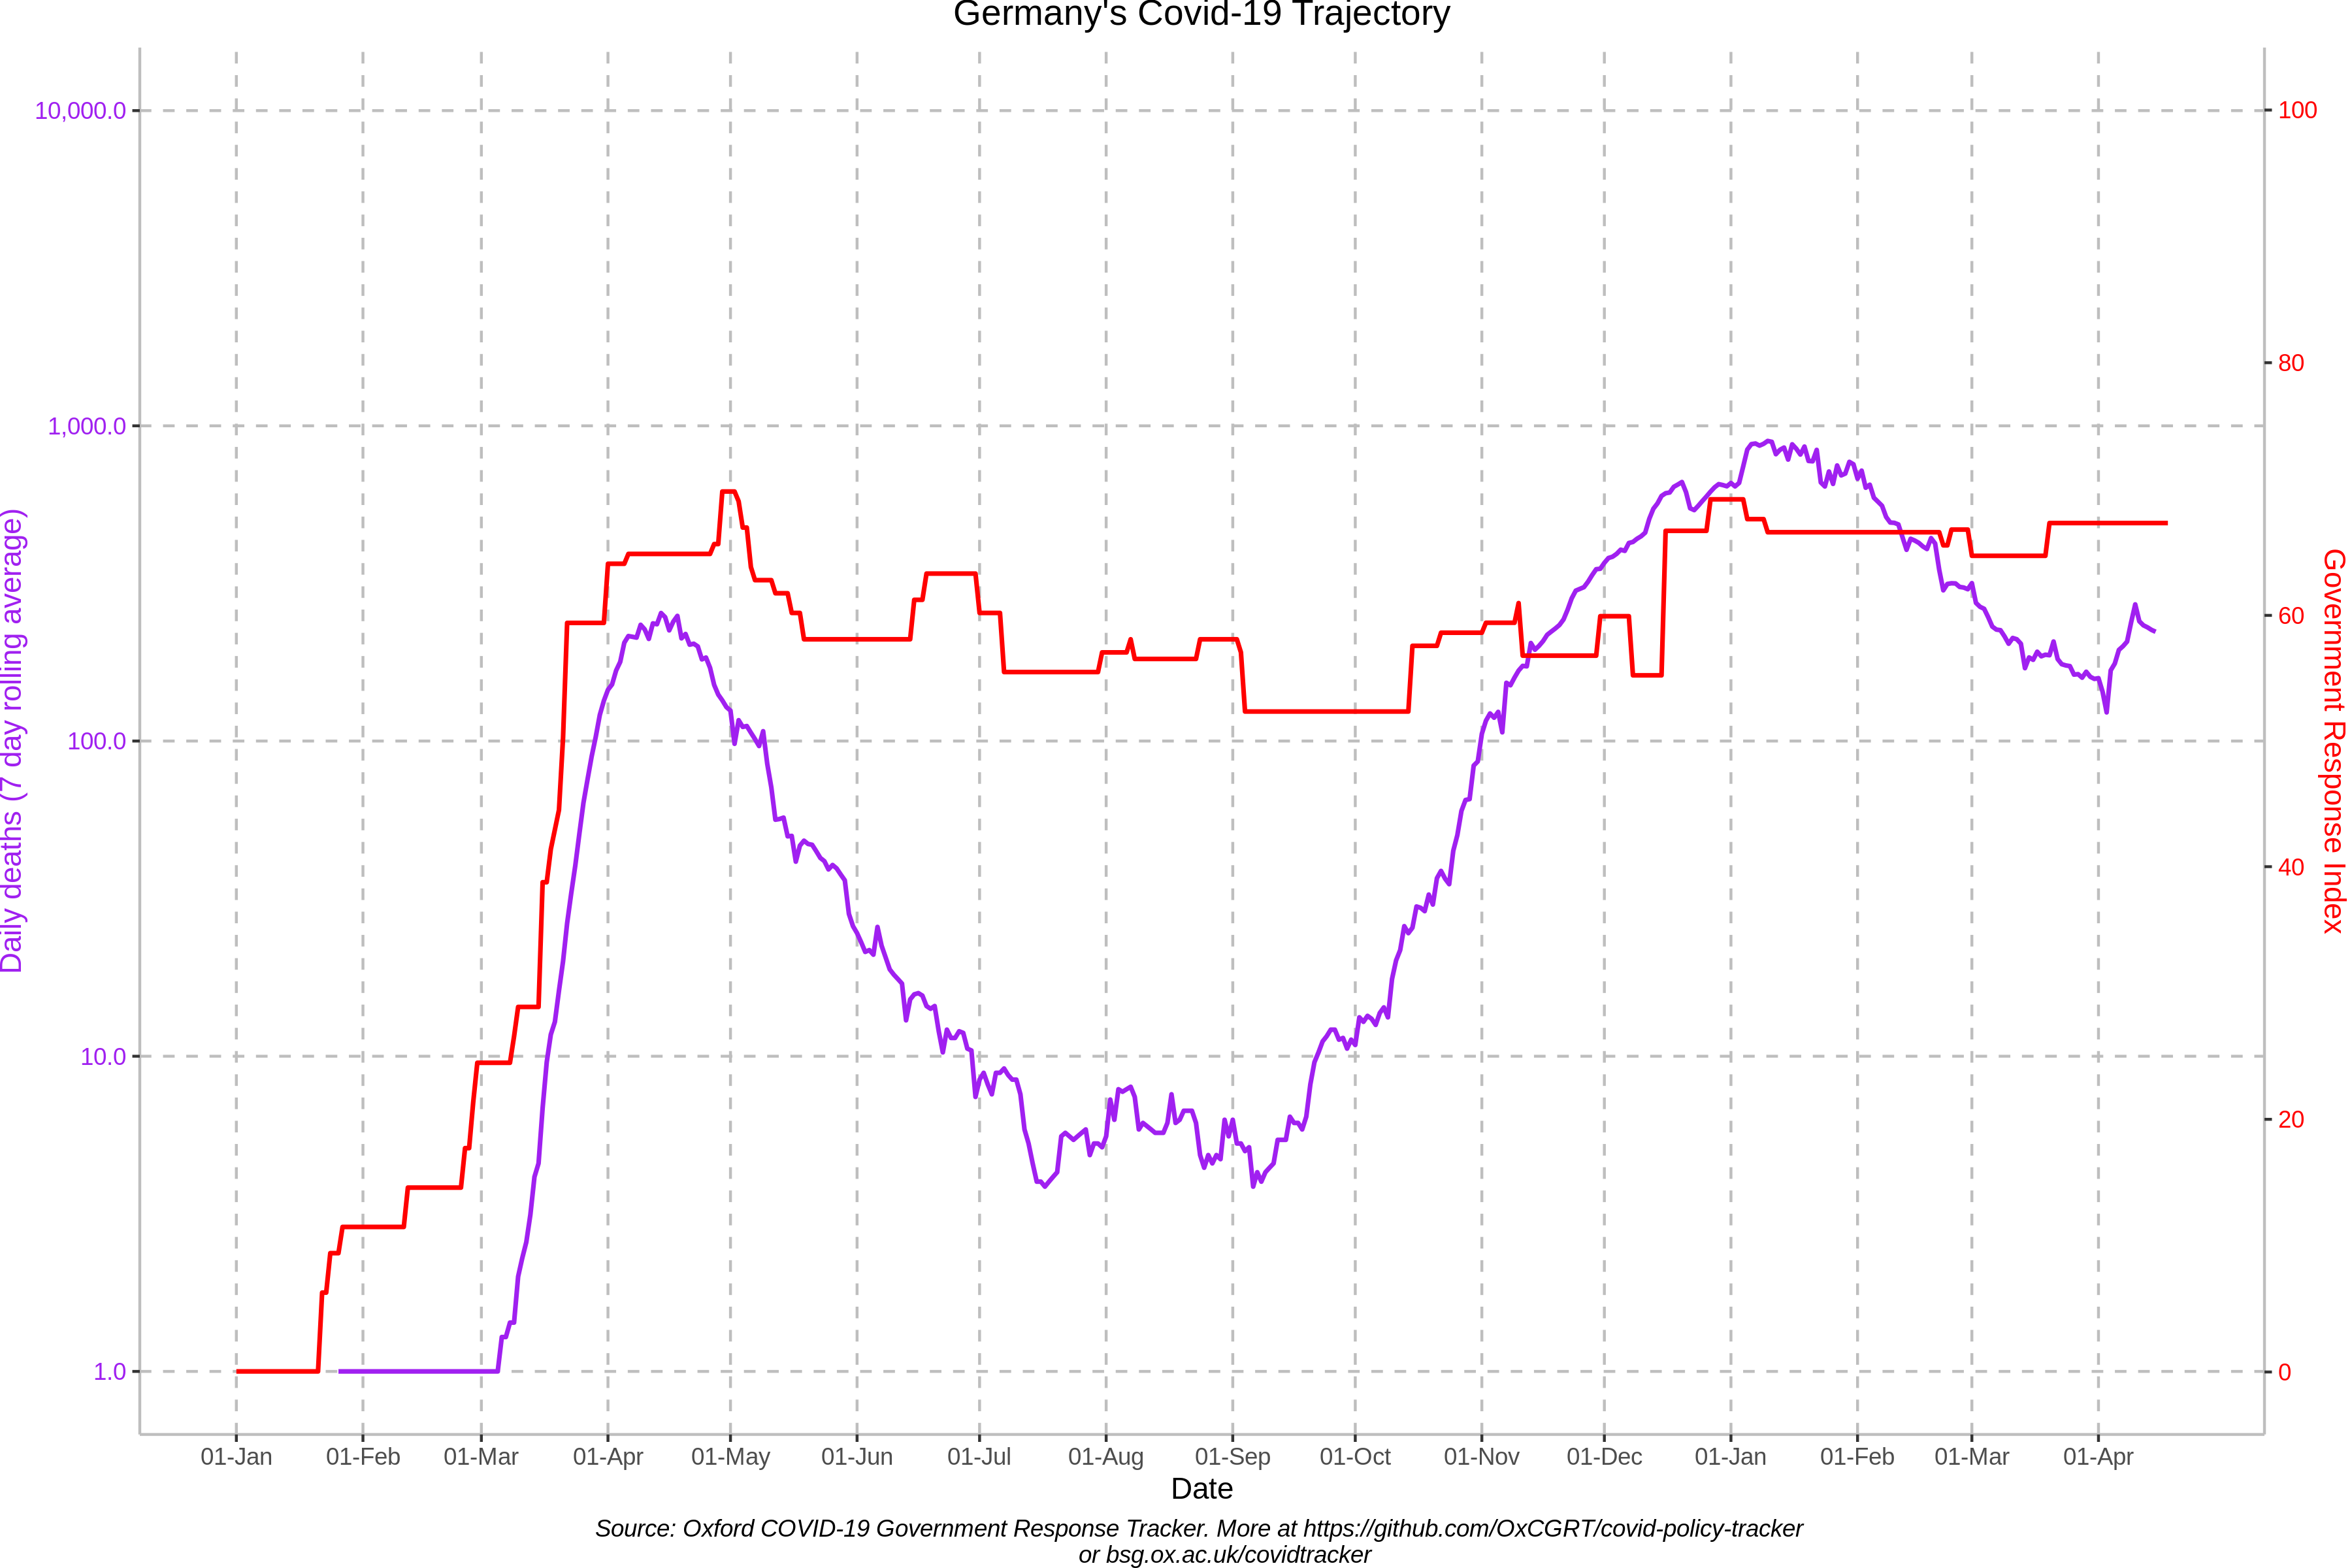 Germany's Covid-19 Trajectory
10,000.0
1,000.0
100.0
10.0
1.0
Daily deaths (7 day rolling average)
100
80
60
40
20
0
Government Response Index
01-Jan 01-Feb 01-Mar 01-Apr 01-May 01-Jun 01-Jul 01-Aug 01-Sep 01-Oct 01-Nov 01-Dec 01-Jan 01-Feb 01-Mar 01-Apr
Date
Source: Oxford COVID-19 Government Response Tracker. More at https://github.com/OxCGRT/covid-policy-tracker
or bsg.ox.ac.uk/covidtracker